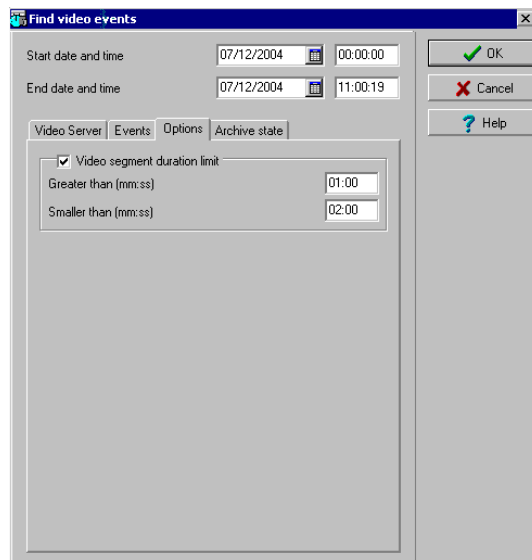 Find video events
Start date and time 07/12/2004 00:00:00
OK
End date and time 07/12/2004 11:00:19
Cancel
Help
Video Server Events Options Archive state
Video segment duration limit
Greater than (mm:ss) 01:00
Smaller than (mm:ss) 02:00